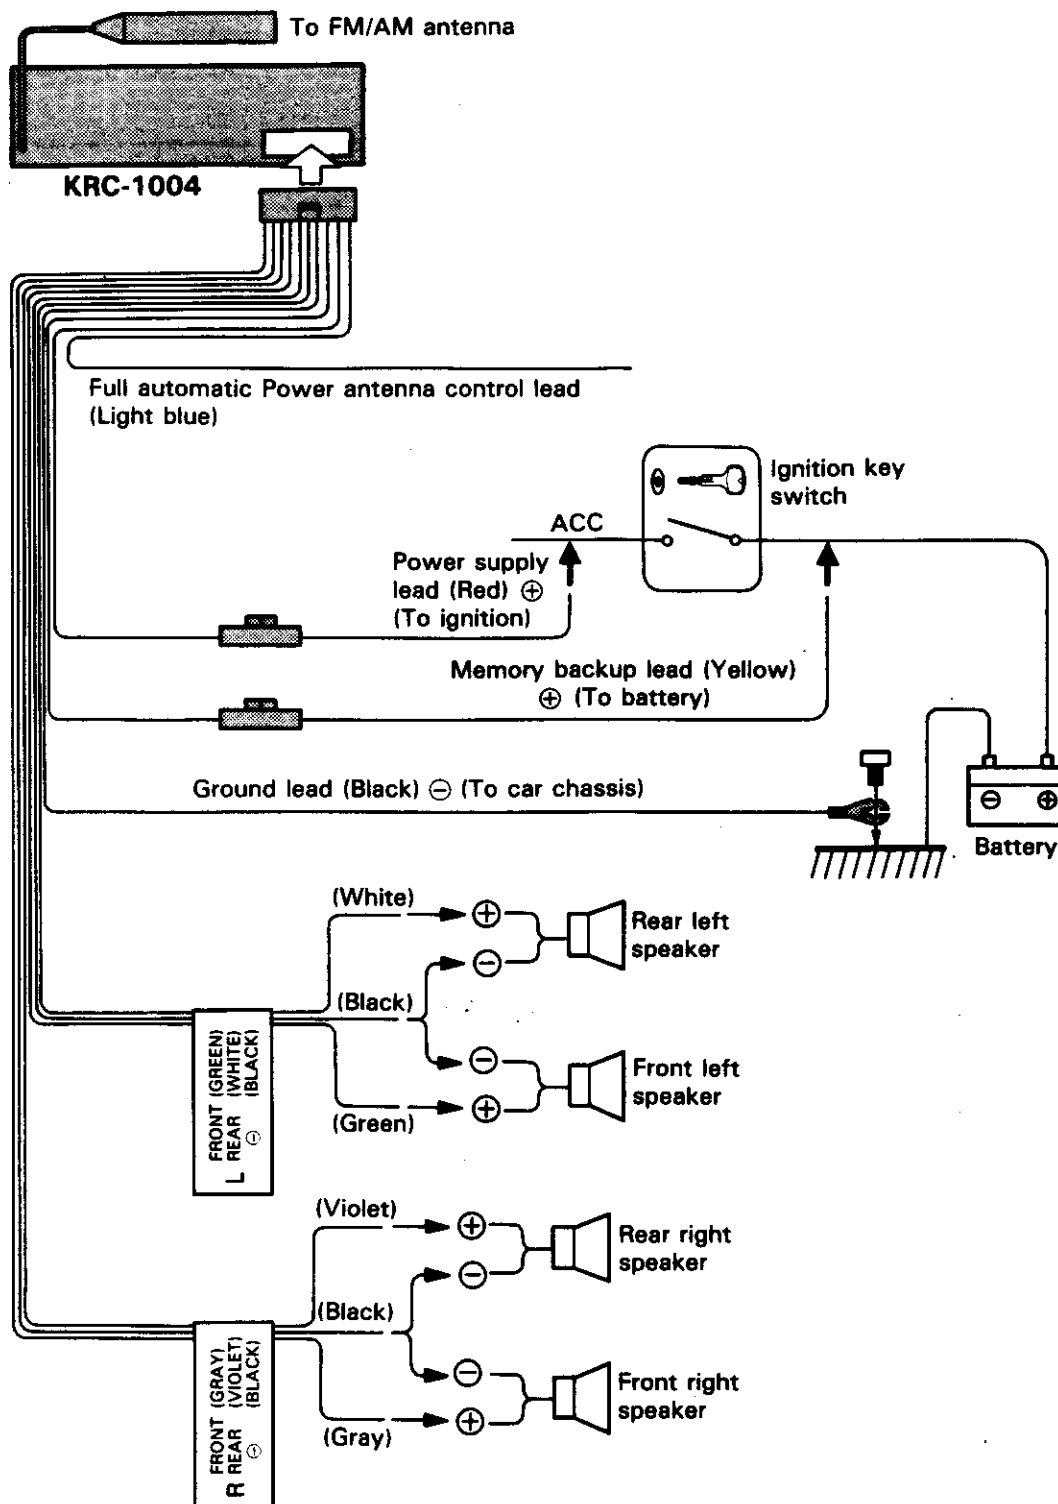 To FM/AM antenna
KRC-1004
Full automatic Power antenna control lead
(Light blue)
Ignition key
switch
ACC
Power supply
lead (Red) ⊕
(To ignition)
Memory backup lead (Yellow)
⊕ (To battery)
Ground lead (Black) ⊖ (To car chassis)
⊖ ⊕
Battery
(White)
⊕
Rear left
speaker
⊖
(Black)
⊖
Front left
speaker
⊕
(Green)
FRONT (GREEN)
L REAR (WHITE)
⊖ (BLACK)
(Violet)
⊕
Rear right
speaker
⊖
(Black)
⊖
Front right
speaker
⊕
(Gray)
FRONT (GRAY)
R REAR (VIOLET)
⊖ (BLACK)